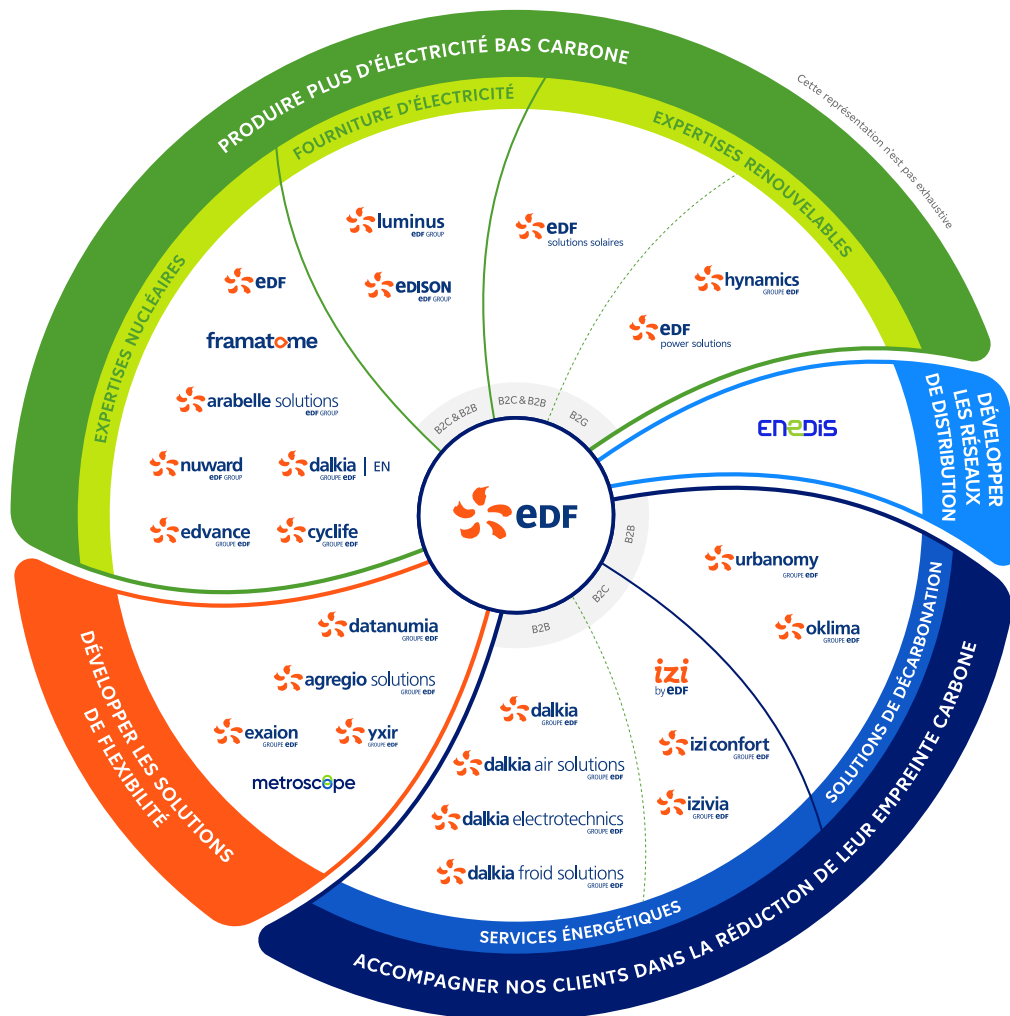 PRODUIRE PLUS D'ÉLECTRICITÉ BAS CARBONE
Cette représentation n'est pas exhaustive
EXPERTISES NUCLÉAIRES
FOURNITURE D'ÉLECTRICITÉ
EXPERTISES RENOUVELABLES
eDF
framatome
arabelle solutions
eDF GROUP
nuward
eDF GROUP
dalkia | EN
GROUPE eDF
edvance
GROUPE eDF
cyclife
GROUPE eDF
luminus
eDF GROUP
eDISON
eDF GROUP
eDF
solutions solaires
hynamics
GROUPE eDF
eDF
power solutions
B2C & B2B
B2C & B2B
B2G
eDF
DÉVELOPPER
LES RÉSEAUX
DE DISTRIBUTION
ENEDIS
ACCOMPAGNER NOS CLIENTS DANS LA RÉDUCTION DE LEUR EMPREINTE CARBONE
SOLUTIONS DE DÉCARBONATION
B2B
urbanomy
GROUPE eDF
oklima
GROUPE eDF
SERVICES ÉNERGÉTIQUES
B2C
izi
by eDF
izi confort
GROUPE eDF
izivia
GROUPE eDF
B2B
dalkia
GROUPE eDF
dalkia air solutions
GROUPE eDF
dalkia electrotechnics
GROUPE eDF
dalkia froid solutions
GROUPE eDF
DÉVELOPPER LES SOLUTIONS
DE FLEXIBILITÉ
datanumia
GROUPE eDF
agregio solutions
GROUPE eDF
exaion
GROUPE eDF
yxir
GROUPE eDF
metroscope